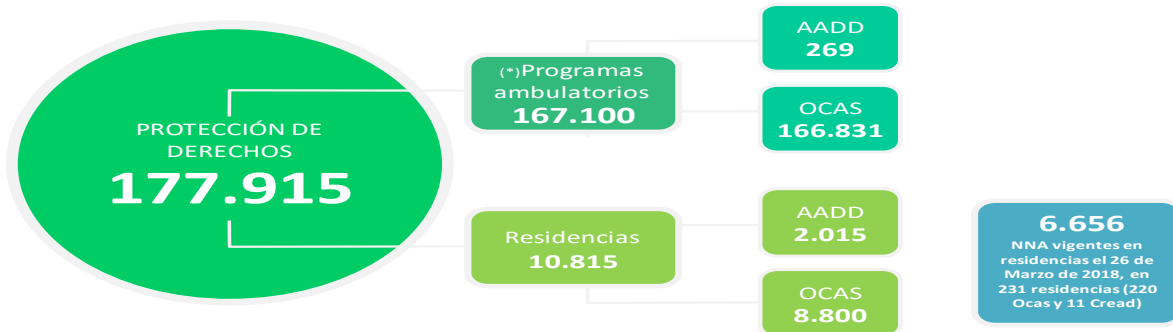 PROTECCIÓN DE
DERECHOS
177.915
(*)Programas
ambulatorios
167.100
AADD
269
OCAS
166.831
Residencias
10.815
AADD
2.015
OCAS
8.800
6.656
NNA vigentes en
residencias el 26 de
Marzo de 2018, en
231 residencias (220
Ocas y 11 Cread)